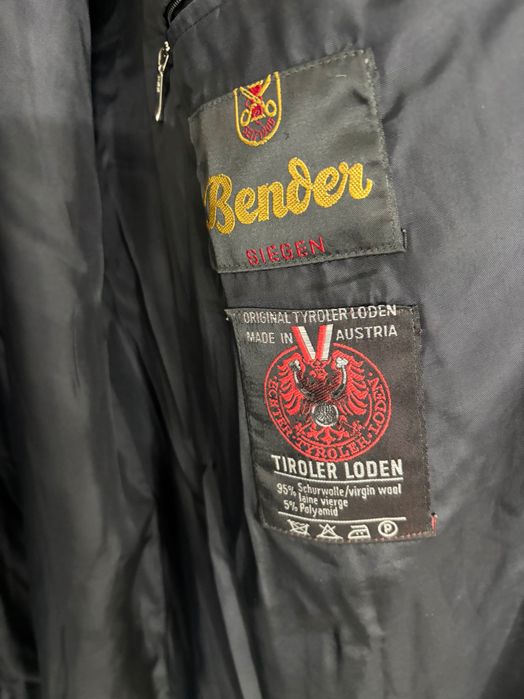 Bender
SIEGEN
ORIGINAL TYROLER LODEN
MADE IN AUSTRIA
ECHTER·TYROLER·LODEN·
TIROLER LODEN
95% Schurwolle/virgin wool
laine vierge
5% Polyamid
P